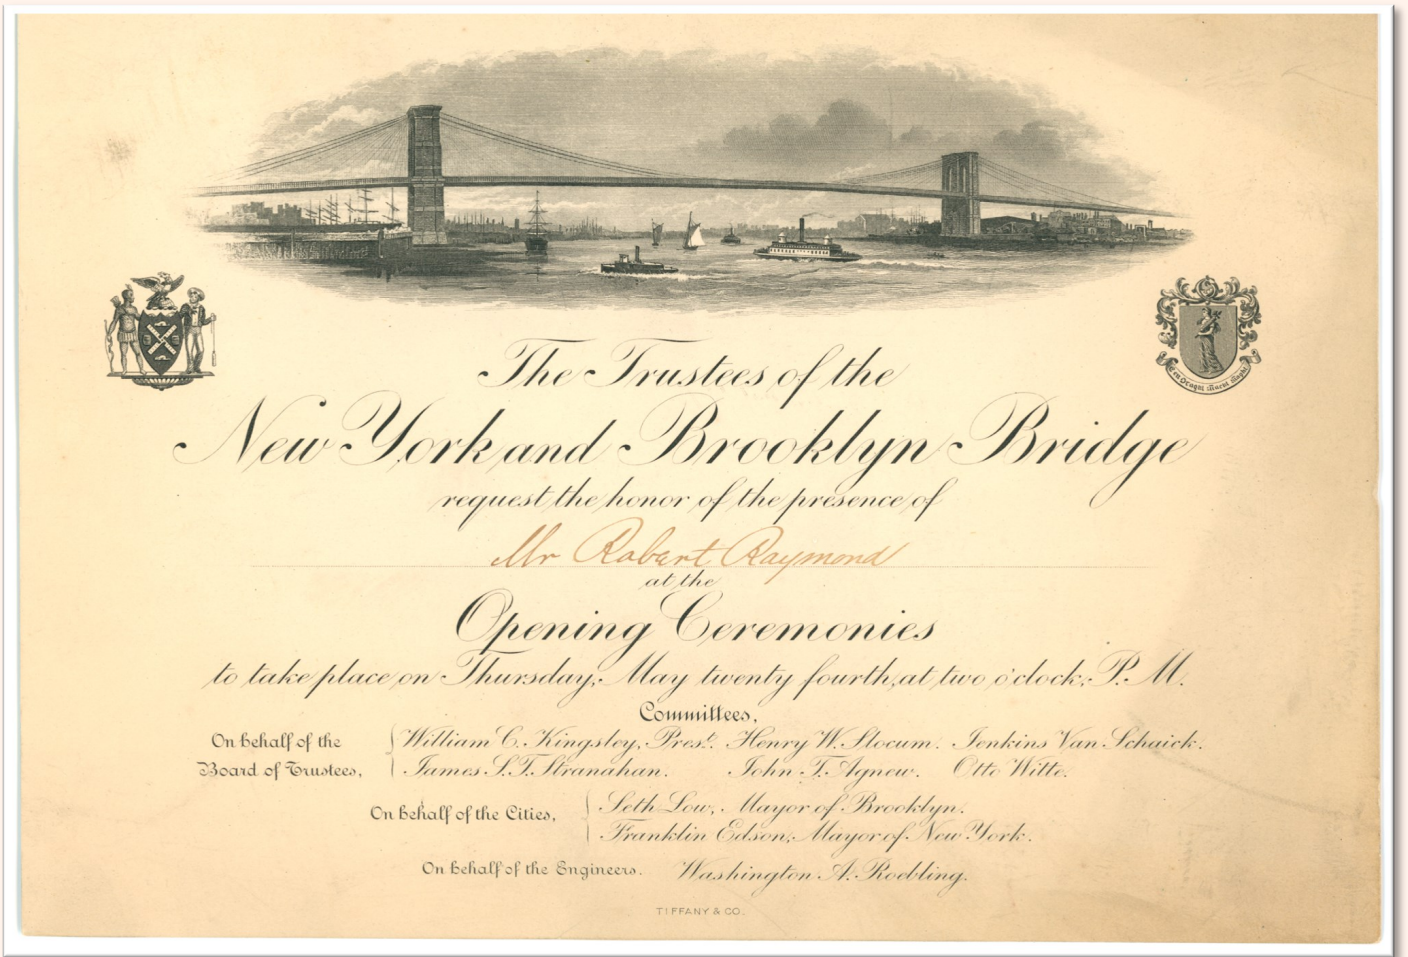 Een Dragt Maekt Maght
The Trustees of the
New York and Brooklyn Bridge
request the honor of the presence of
Mr Robert Raymond
at the
Opening Ceremonies
to take place on Thursday, May twenty fourth, at two o'clock, P. M.
Committees,
On behalf of the Board of Trustees, William C. Kingsley, Prest. Henry W. Slocum. Jenkins Van Schaick.
James S. T. Stranahan. John T. Agnew. Otto Witte.
On behalf of the Cities, Seth Low, Mayor of Brooklyn.
Franklin Edson, Mayor of New York.
On behalf of the Engineers. Washington A. Roebling.
TIFFANY & CO.